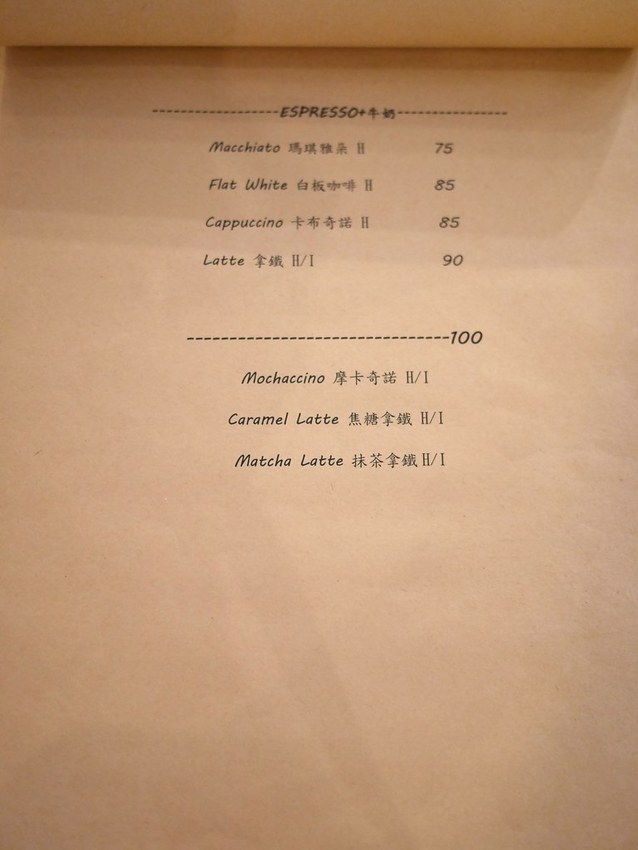 ------------------ESPRESSO+牛奶----------------
Macchiato 瑪琪雅朵 H 75
Flat White 白板咖啡 H 85
Cappuccino 卡布奇諾 H 85
Latte 拿鐵 H/I 90
-------------------------------100
Mochaccino 摩卡奇諾 H/I
Caramel Latte 焦糖拿鐵 H/I
Matcha Latte 抹茶拿鐵 H/I